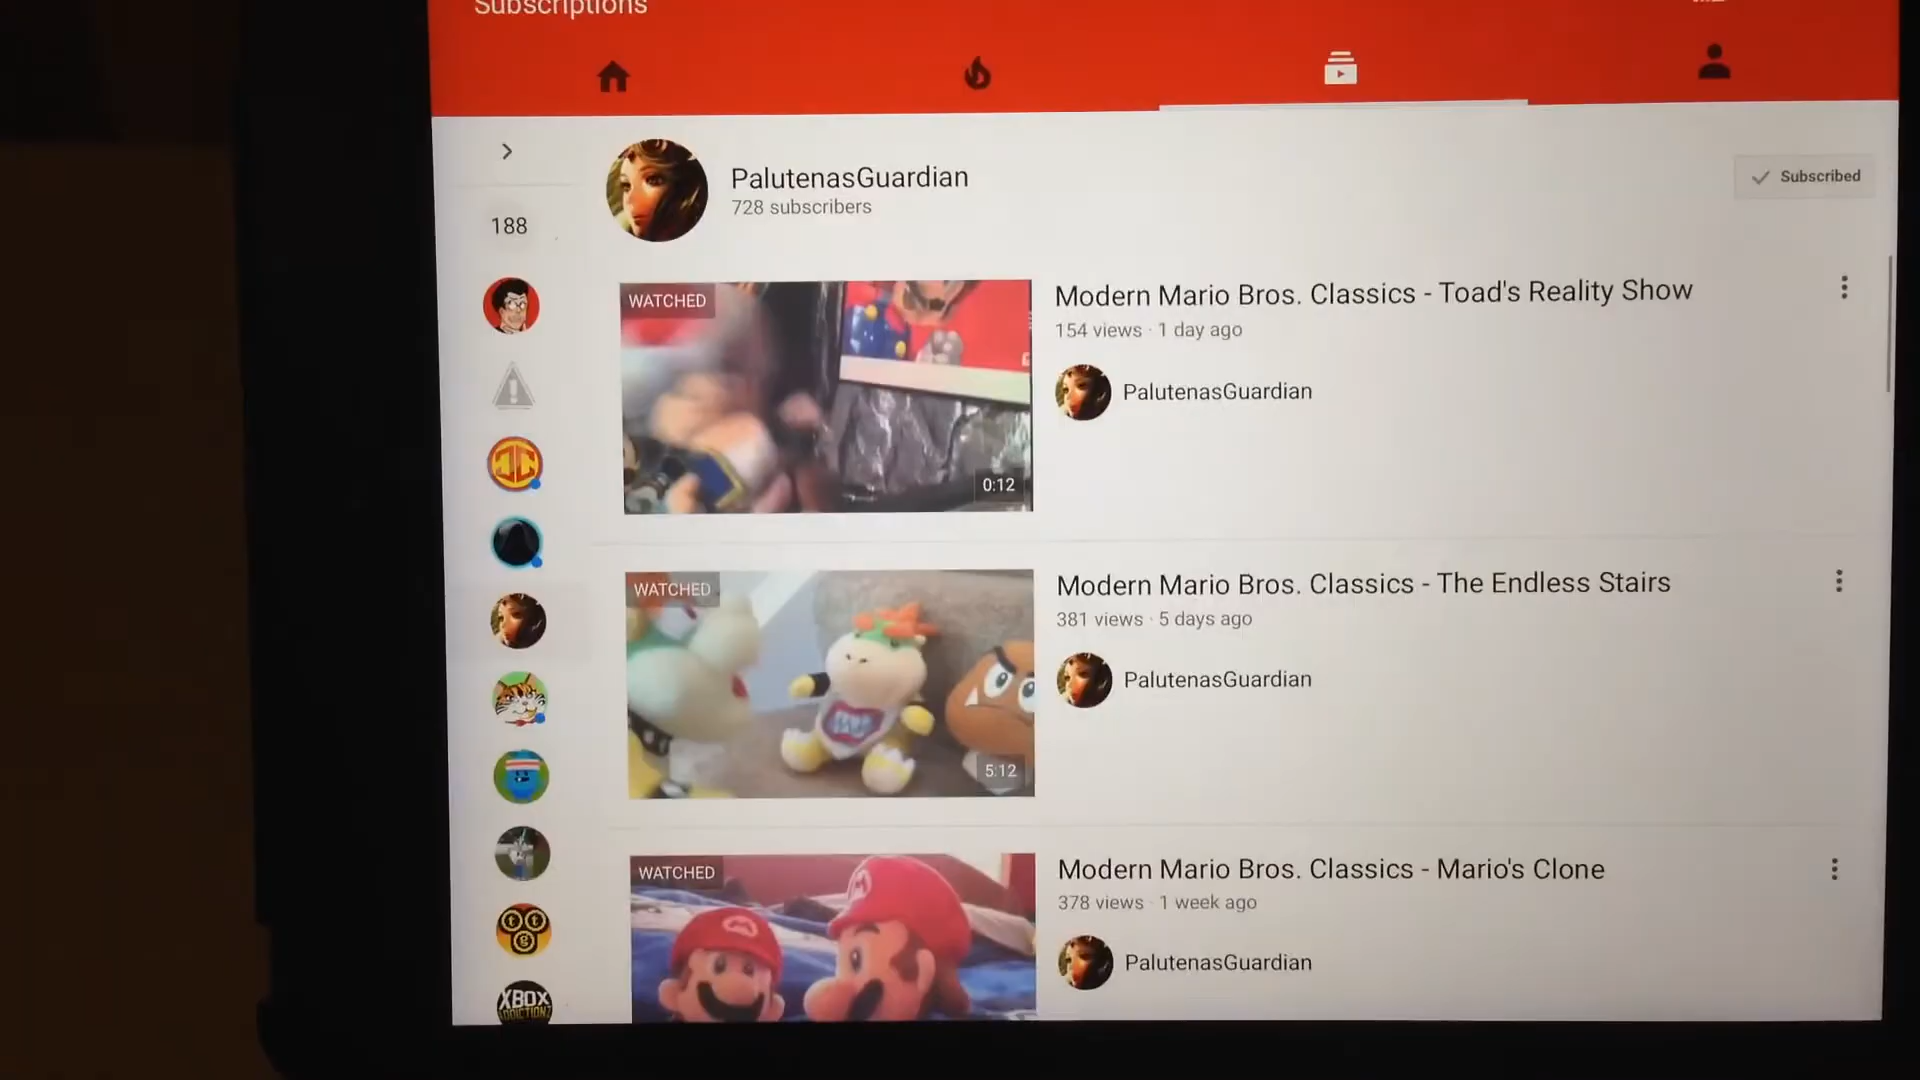 Subscriptions
PalutenasGuardian
728 subscribers
Subscribed
188
WATCHED
0:12
Modern Mario Bros. Classics - Toad's Reality Show
154 views · 1 day ago
PalutenasGuardian
WATCHED
5:12
Modern Mario Bros. Classics - The Endless Stairs
381 views · 5 days ago
PalutenasGuardian
WATCHED
Modern Mario Bros. Classics - Mario's Clone
378 views · 1 week ago
PalutenasGuardian
t t
g
XBOX